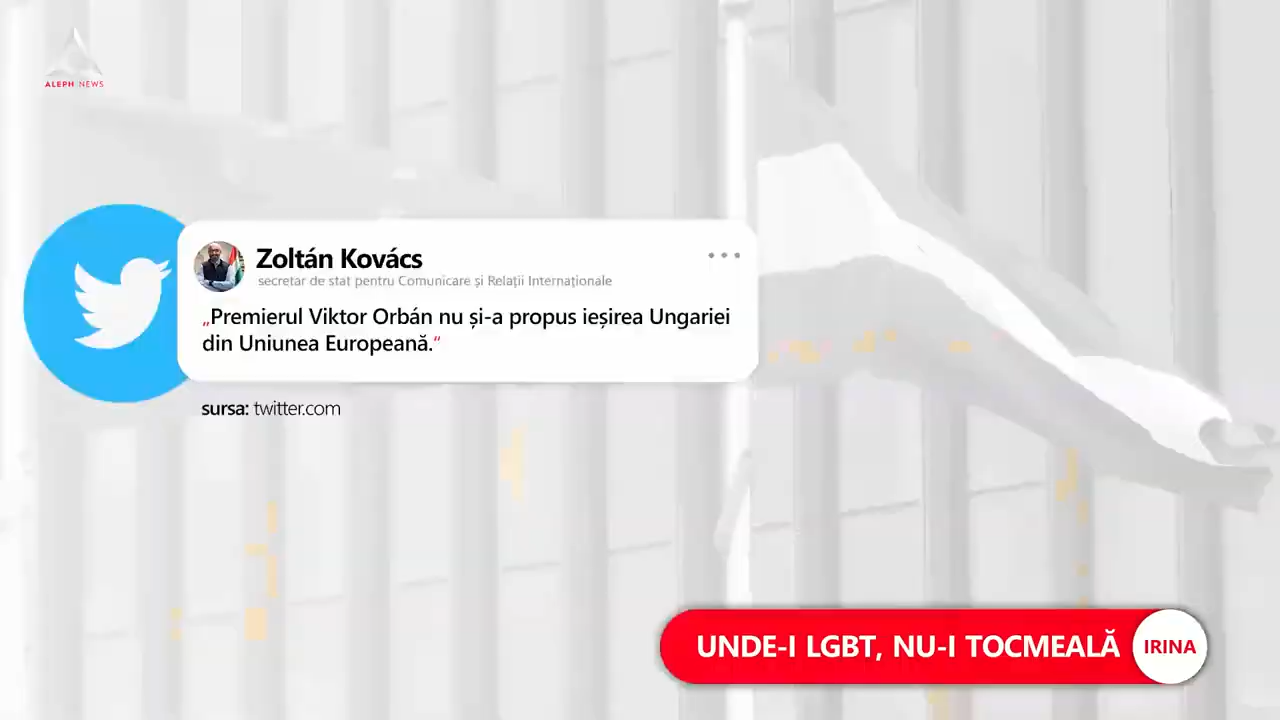 ALEPH NEWS
Zoltán Kovács
secretar de stat pentru Comunicare și Relații Internaționale
„Premierul Viktor Orbán nu și-a propus ieșirea Ungariei
din Uniunea Europeană.“
sursa: twitter.com
UNDE-I LGBT, NU-I TOCMEALĂ
IRINA